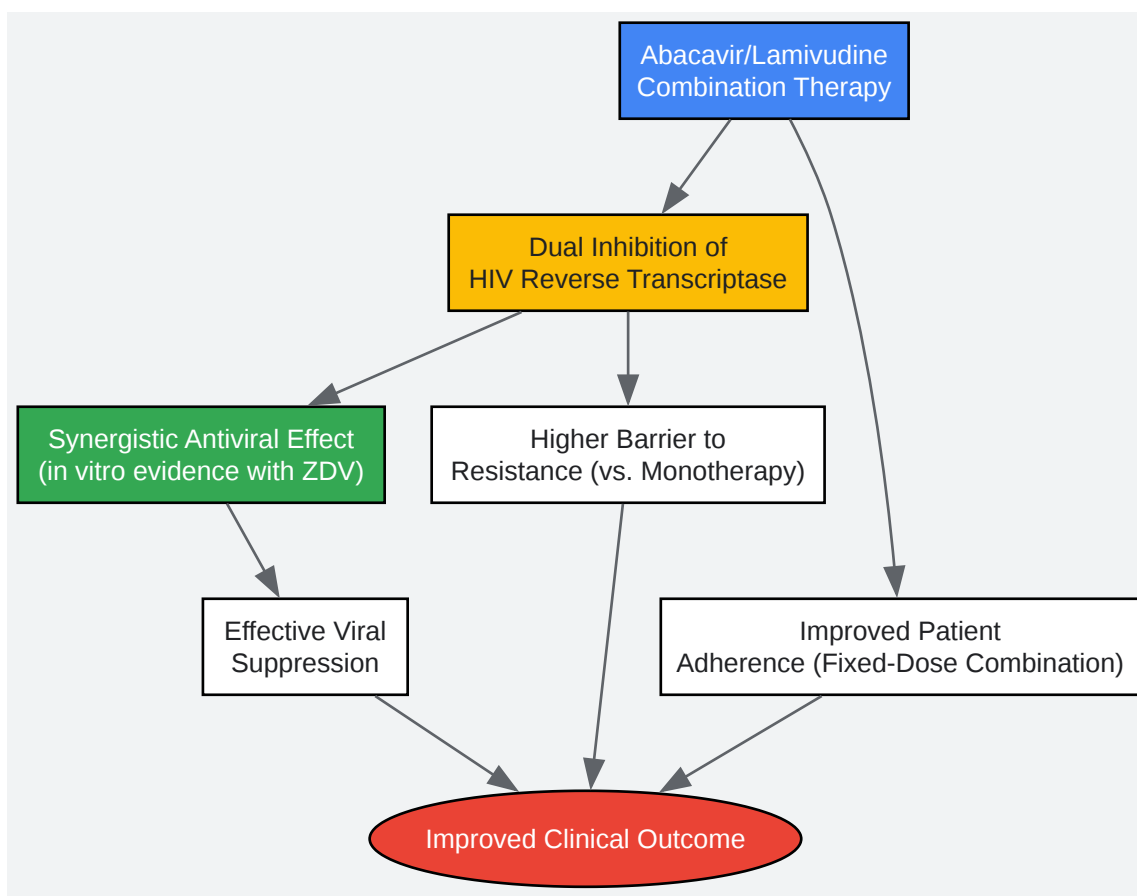 Abacavir/Lamivudine
Combination Therapy
Dual Inhibition of
HIV Reverse Transcriptase
Synergistic Antiviral Effect
(in vitro evidence with ZDV)
Higher Barrier to
Resistance (vs. Monotherapy)
Effective Viral
Suppression
Improved Patient
Adherence (Fixed-Dose Combination)
Improved Clinical Outcome